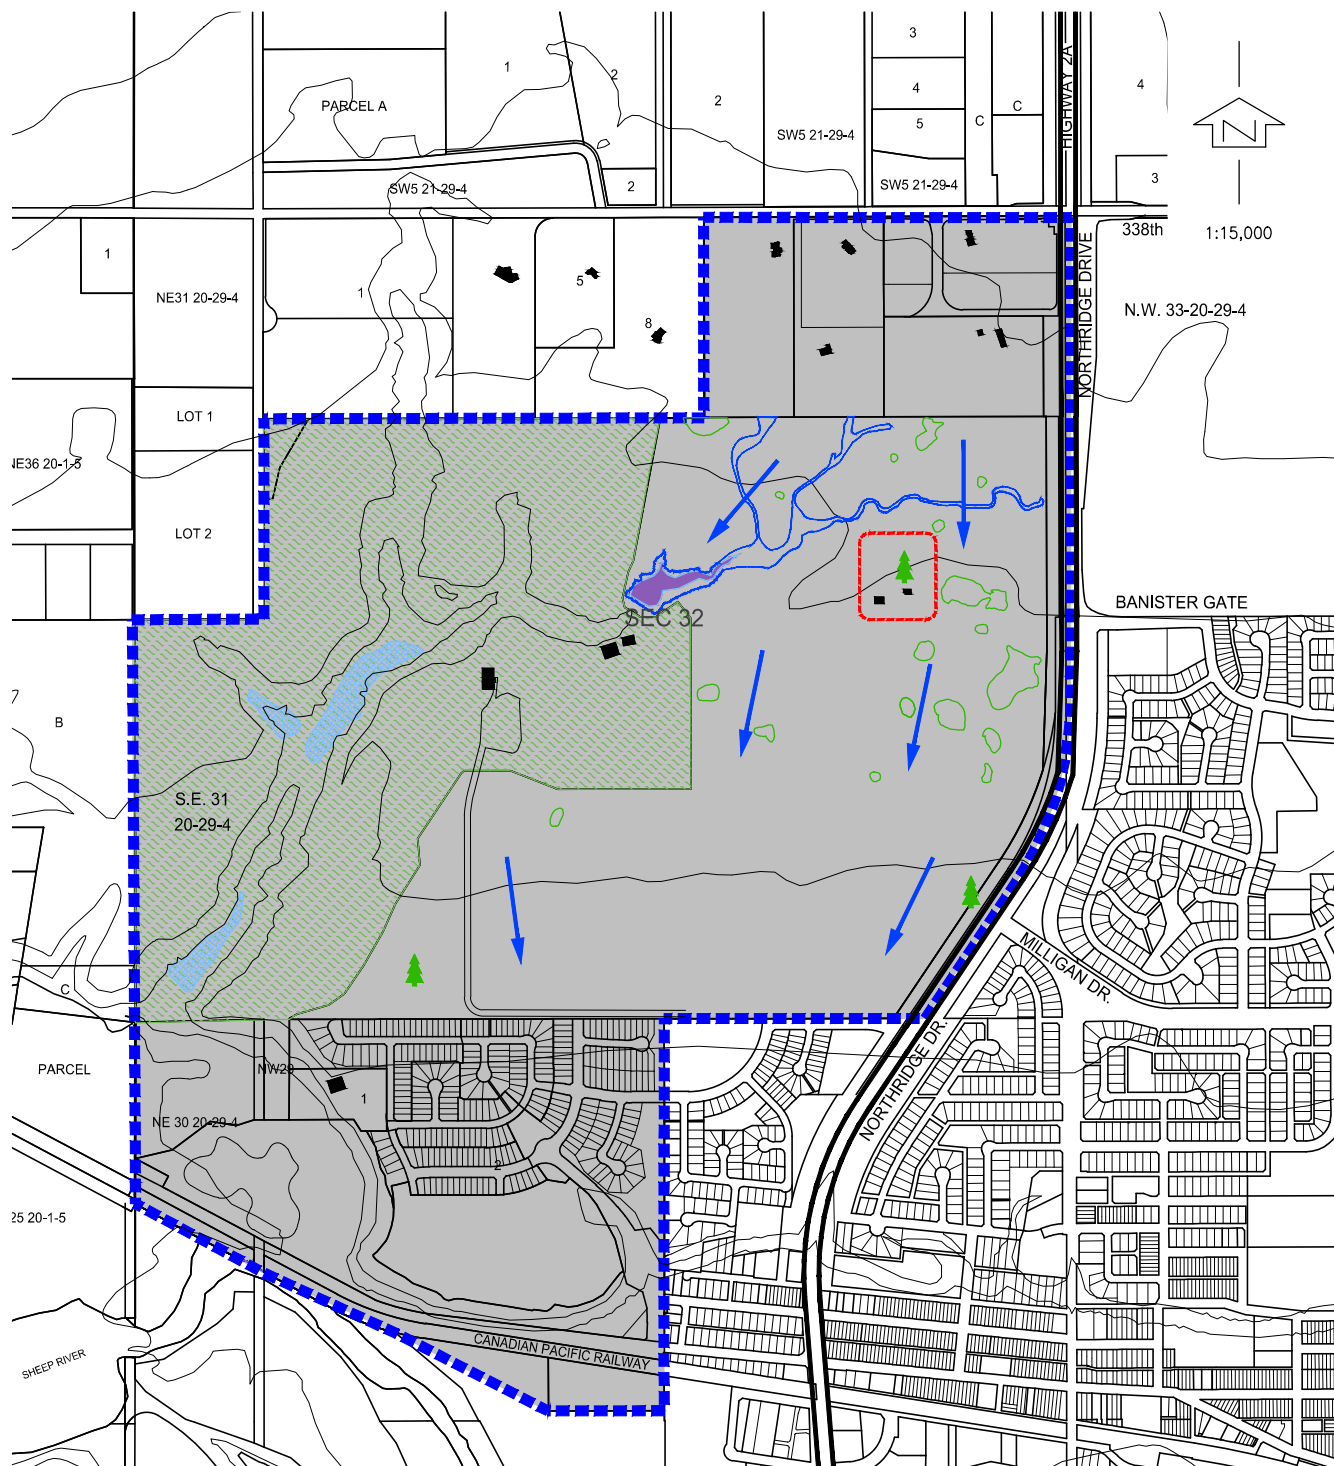 3
4
5
C
C
4
3
1
2
2
2
PARCEL A
SW5 21-29-4
SW5 21-29-4
SW5 21-29-4
HIGHWAY 2A
N
338th
1:15,000
NORTHRIDGE DRIVE
N.W. 33-20-29-4
1
NE31 20-29-4
1
5
8
LOT 1
NE36 20-1-5
LOT 2
SEC 32
BANISTER GATE
7
B
S.E. 31
20-29-4
C
MILLIGAN DR.
NORTHRIDGE DR.
PARCEL
NW29
1
NE 30 20-29-4
2
25 20-1-5
CANADIAN PACIFIC RAILWAY
SHEEP RIVER